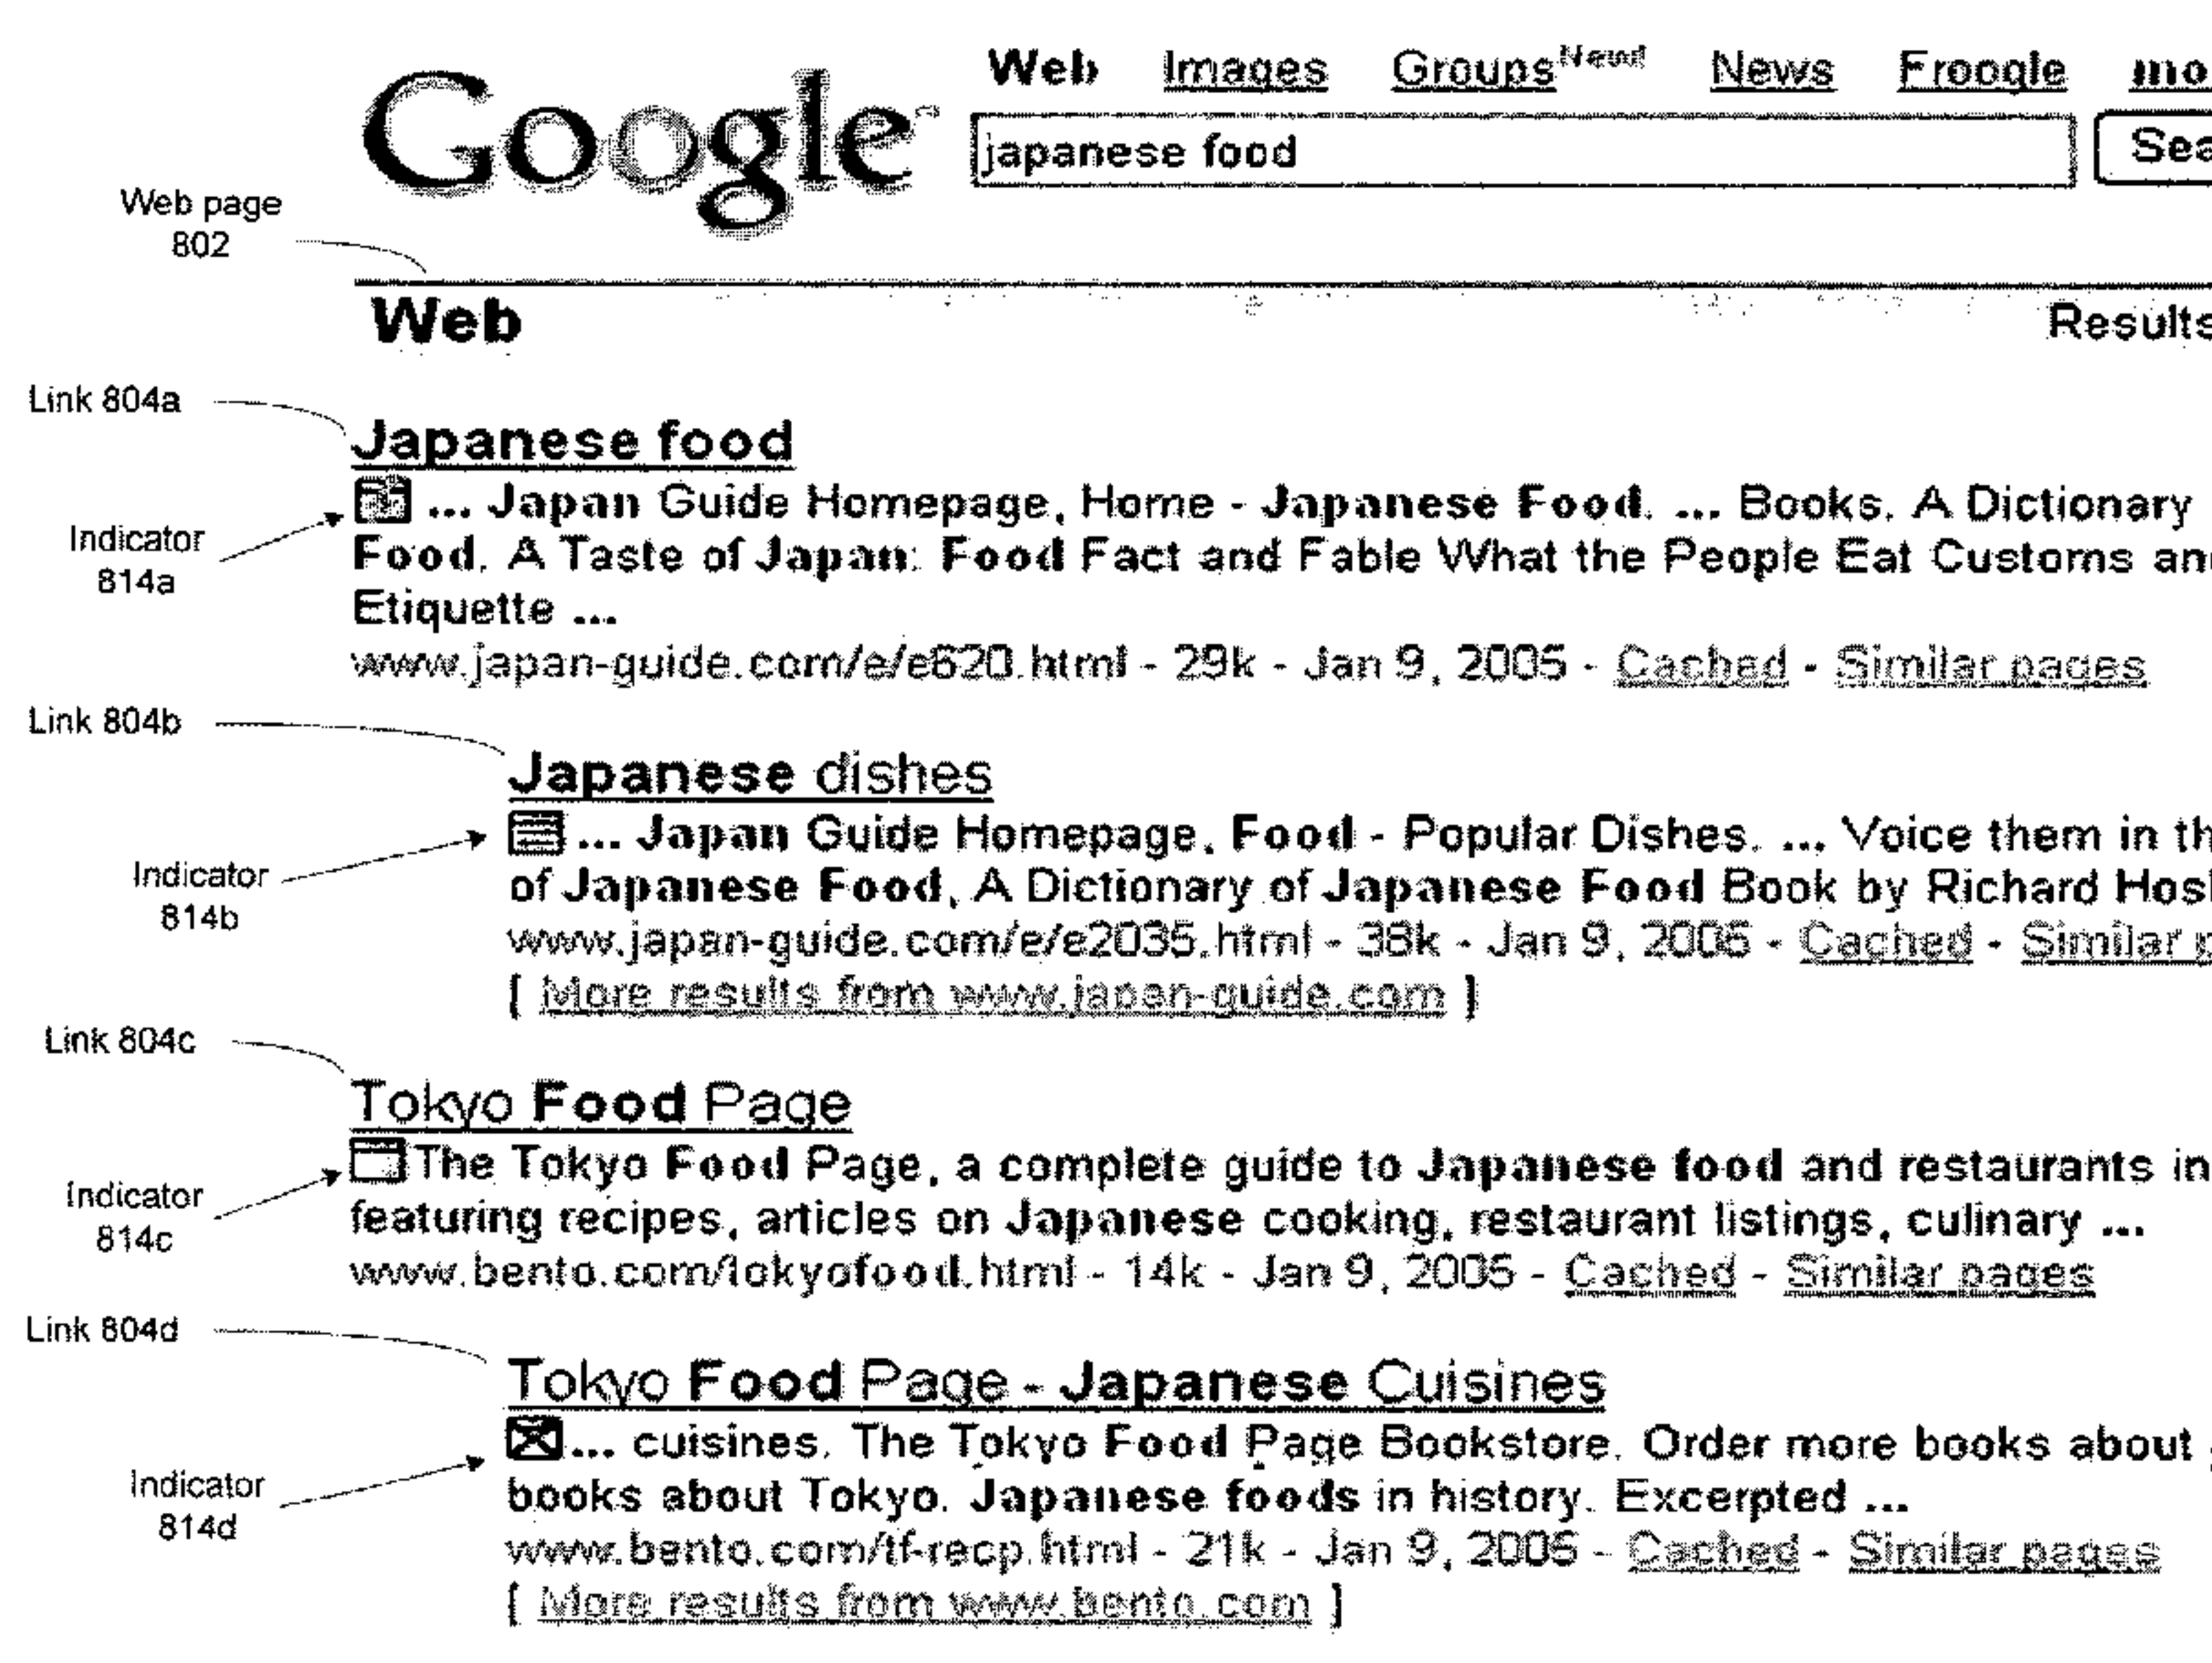 Web Images Groups New! News Froogle mo
Google
japanese food
Sea
Web page
802
Web
Results
Link 804a
Japanese food
... Japan Guide Homepage, Home - Japanese Food. ... Books. A Dictionary
Indicator
814a
Food. A Taste of Japan: Food Fact and Fable What the People Eat Customs an
Etiquette ...
www.japan-guide.com/e/e620.html - 29k - Jan 9, 2005 - Cached - Similar pages
Link 804b
Japanese dishes
... Japan Guide Homepage, Food - Popular Dishes. ... Voice them in th
Indicator
814b
of Japanese Food, A Dictionary of Japanese Food Book by Richard Hos
www.japan-guide.com/e/e2035.html - 38k - Jan 9, 2005 - Cached - Similar p
[ More results from www.japan-guide.com ]
Link 804c
Tokyo Food Page
The Tokyo Food Page, a complete guide to Japanese food and restaurants in
Indicator
814c
featuring recipes, articles on Japanese cooking, restaurant listings, culinary ...
www.bento.com/tokyofood.html - 14k - Jan 9, 2005 - Cached - Similar pages
Link 804d
Tokyo Food Page - Japanese Cuisines
... cuisines. The Tokyo Food Page Bookstore. Order more books about
Indicator
814d
books about Tokyo. Japanese foods in history. Excerpted ...
www.bento.com/tf-recp.html - 21k - Jan 9, 2005 - Cached - Similar pages
[ More results from www.bento.com ]